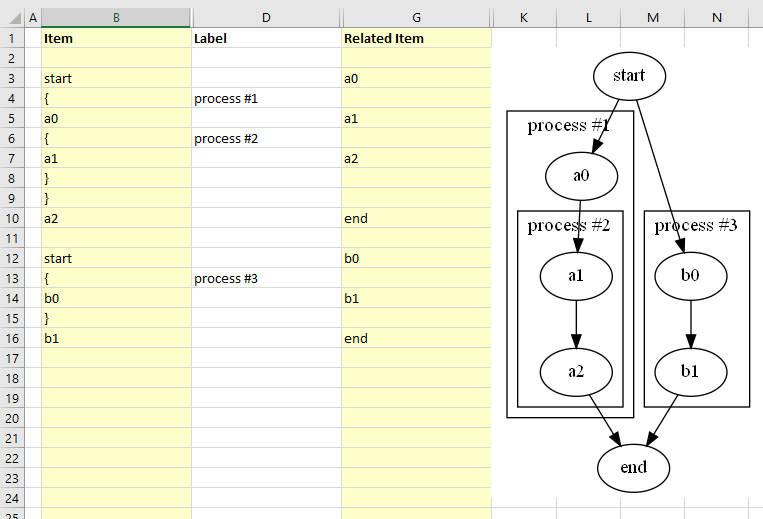 A B D G K L M N
1 Item Label Related Item
2
3 start a0
4 { process #1
5 a0 a1
6 { process #2
7 a1 a2
8 }
9 }
10 a2 end
11
12 start b0
13 { process #3
14 b0 b1
15 }
16 b1 end
17
18
19
20
21
22
23
24
25
start
process #1
a0
process #2 process #3
a1 b0
a2 b1
end